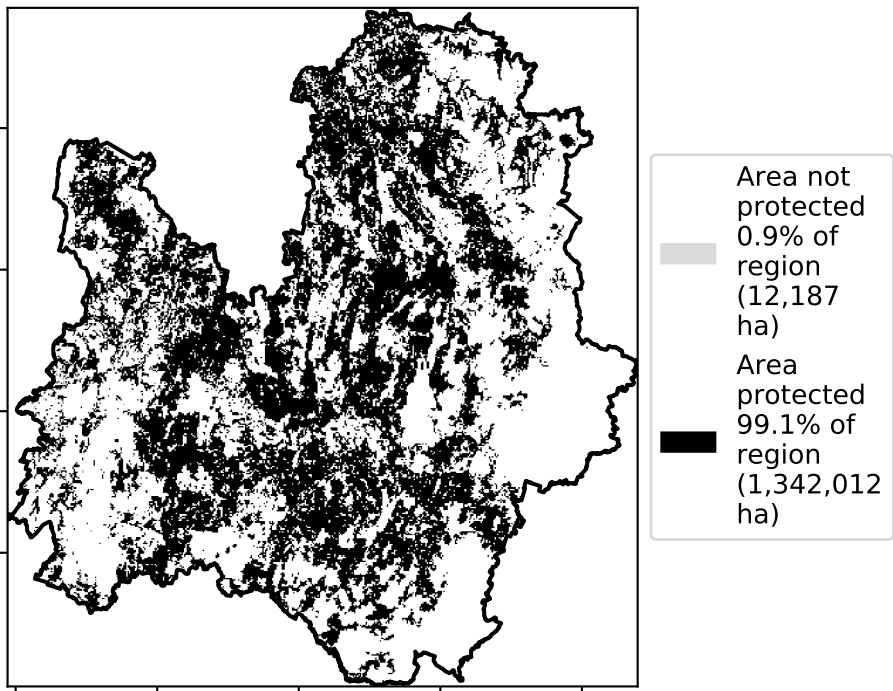 Area not
protected
0.9% of
region
(12,187
ha)
Area
protected
99.1% of
region
(1,342,012
ha)